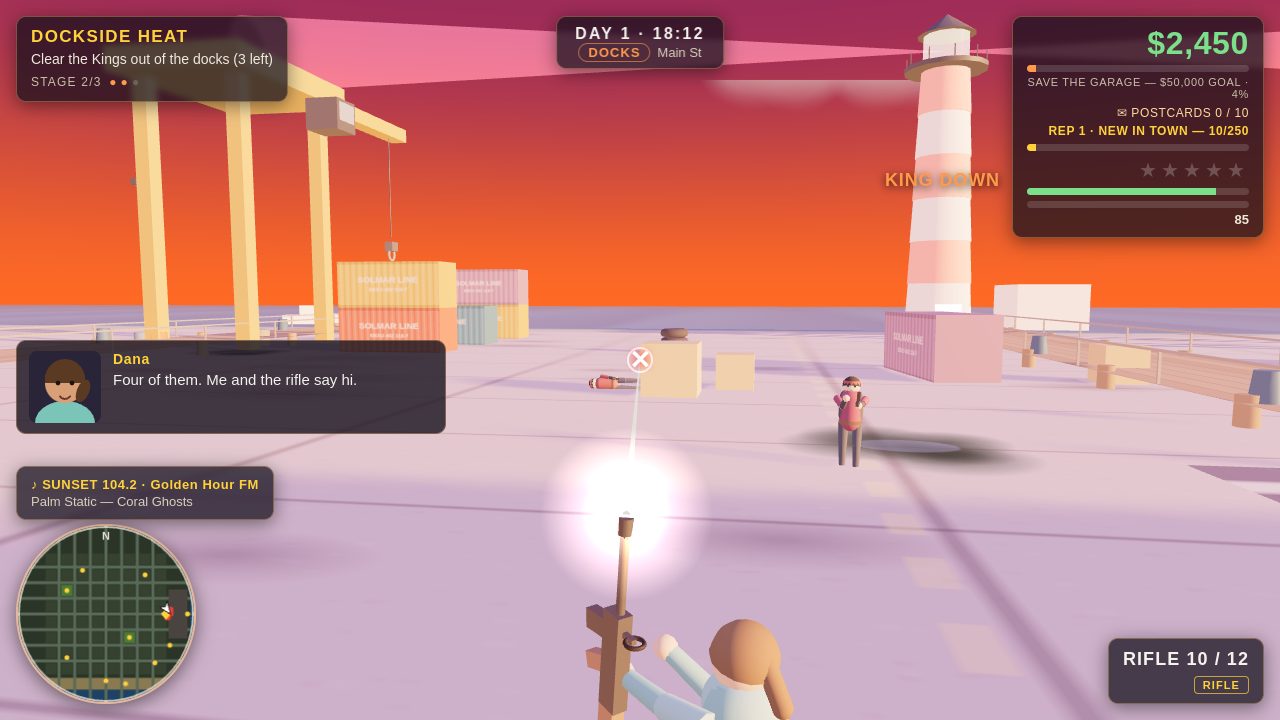 DOCKSIDE HEAT
Clear the Kings out of the docks (3 left)
STAGE 2/3
DAY 1 · 18:12
DOCKS Main St
$2,450
SAVE THE GARAGE — $50,000 GOAL ·
4%
✉ POSTCARDS 0 / 10
REP 1 · NEW IN TOWN — 10/250
★★★★★
85
KING DOWN
SOLMAR LINE
SOLMAR LINE
SOLMAR LINE
SOLMAR LINE
Dana
Four of them. Me and the rifle say hi.
♪ SUNSET 104.2 · Golden Hour FM
Palm Static — Coral Ghosts
N
RIFLE 10 / 12
RIFLE